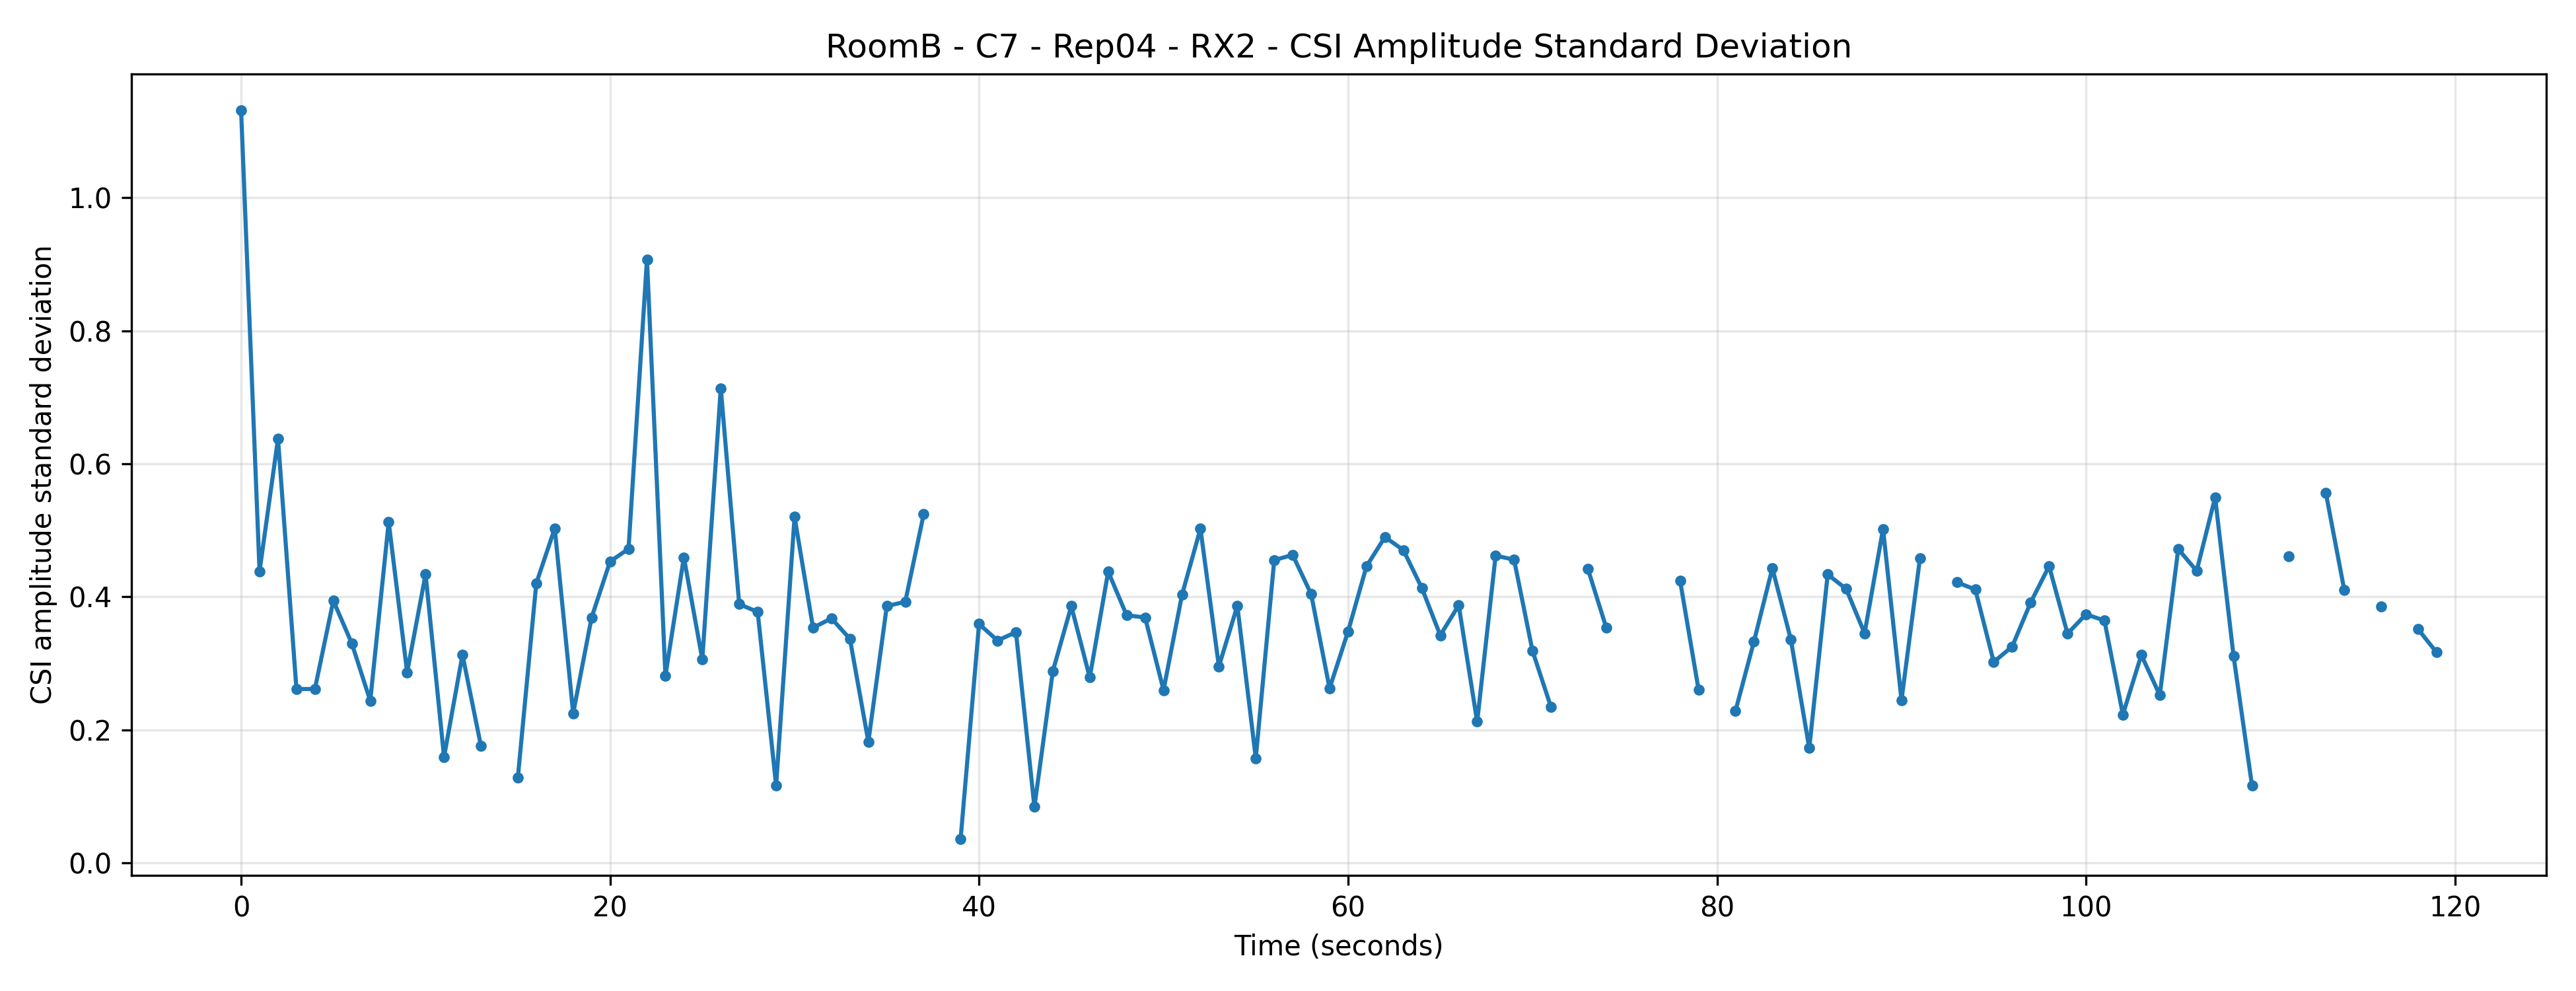 RoomB - C7 - Rep04 - RX2 - CSI Amplitude Standard Deviation
CSI amplitude standard deviation
1.0
0.8
0.6
0.4
0.2
0.0
0 20 40 60 80 100 120
Time (seconds)